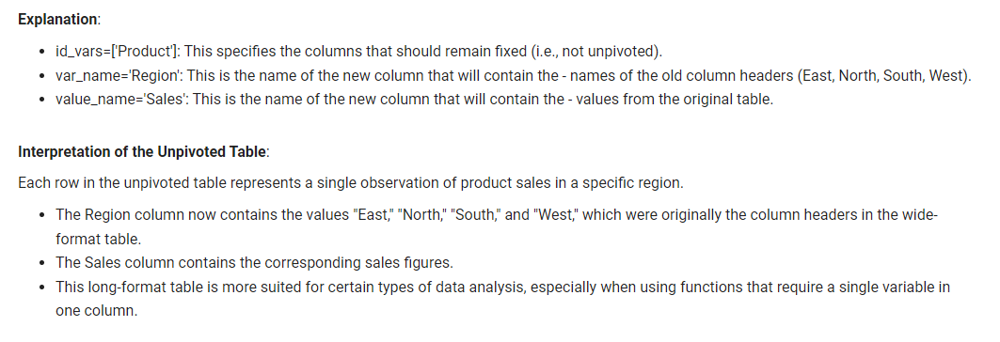 Explanation:
id_vars=['Product']: This specifies the columns that should remain fixed (i.e., not unpivoted).
var_name='Region': This is the name of the new column that will contain the - names of the old column headers (East, North, South, West).
value_name='Sales': This is the name of the new column that will contain the - values from the original table.
Interpretation of the Unpivoted Table:
Each row in the unpivoted table represents a single observation of product sales in a specific region.
The Region column now contains the values "East," "North," "South," and "West," which were originally the column headers in the wide-
format table.
The Sales column contains the corresponding sales figures.
This long-format table is more suited for certain types of data analysis, especially when using functions that require a single variable in
one column.